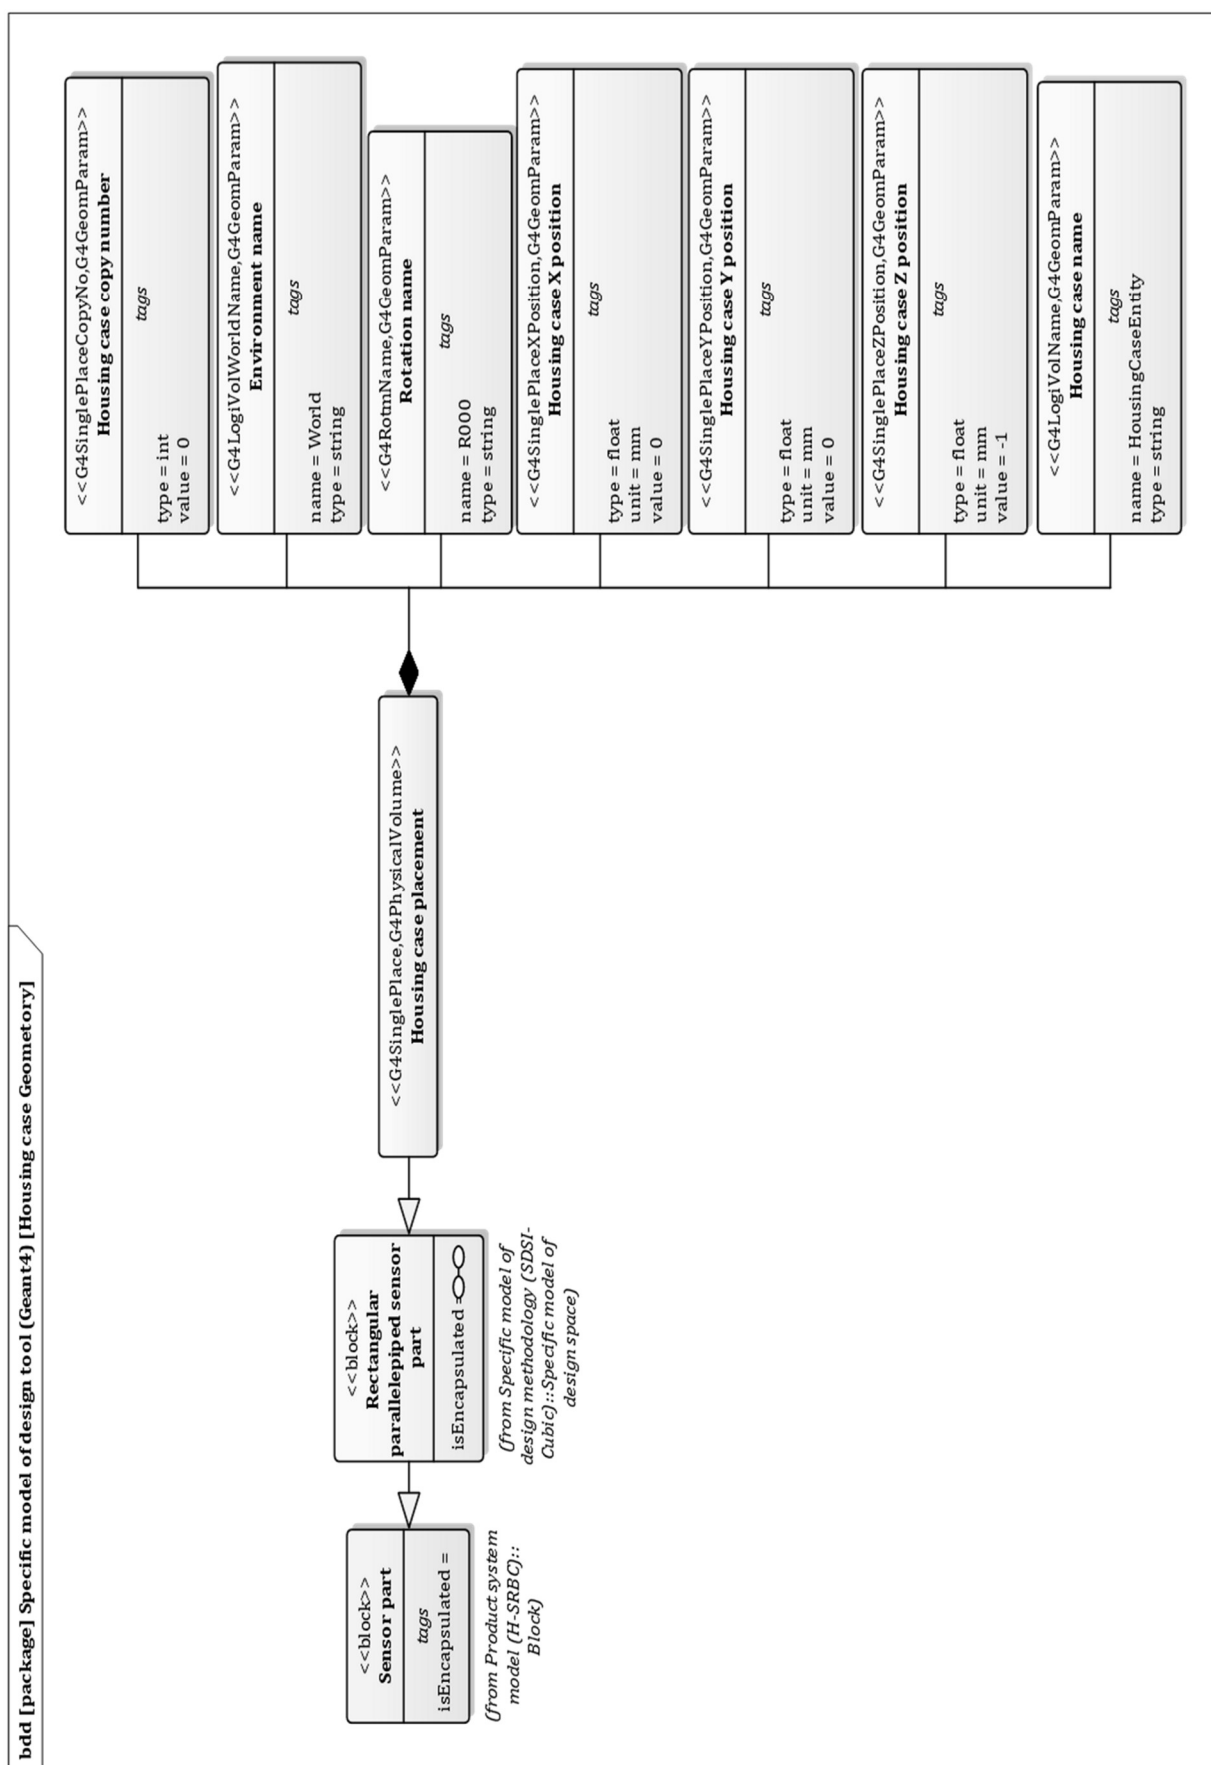 bdd [package] Specific model of design tool (Geant4) [Housing case Geometory]
<<block>>
Sensor part
tags
isEncapsulated =
(from Product system
model (H-SRBC)::
Block)
<<block>>
Rectangular
parallelepiped sensor
part
isEncapsulated =
(from Specific model of
design methodology (SDSI-
Cubic)::Specific model of
design space)
<<G4SinglePlace,G4PhysicalVolume>>
Housing case placement
<<G4SinglePlaceCopyNo,G4GeomParam>>
Housing case copy number
tags
type = int
value = 0
<<G4LogiVolWorldName,G4GeomParam>>
Environment name
tags
name = World
type = string
<<G4RotmName,G4GeomParam>>
Rotation name
tags
name = R000
type = string
<<G4SinglePlaceXPosition,G4GeomParam>>
Housing case X position
tags
type = float
unit = mm
value = 0
<<G4SinglePlaceYPosition,G4GeomParam>>
Housing case Y position
tags
type = float
unit = mm
value = 0
<<G4SinglePlaceZPosition,G4GeomParam>>
Housing case Z position
tags
type = float
unit = mm
value = -1
<<G4LogiVolName,G4GeomParam>>
Housing case name
tags
name = HousingCaseEntity
type = string